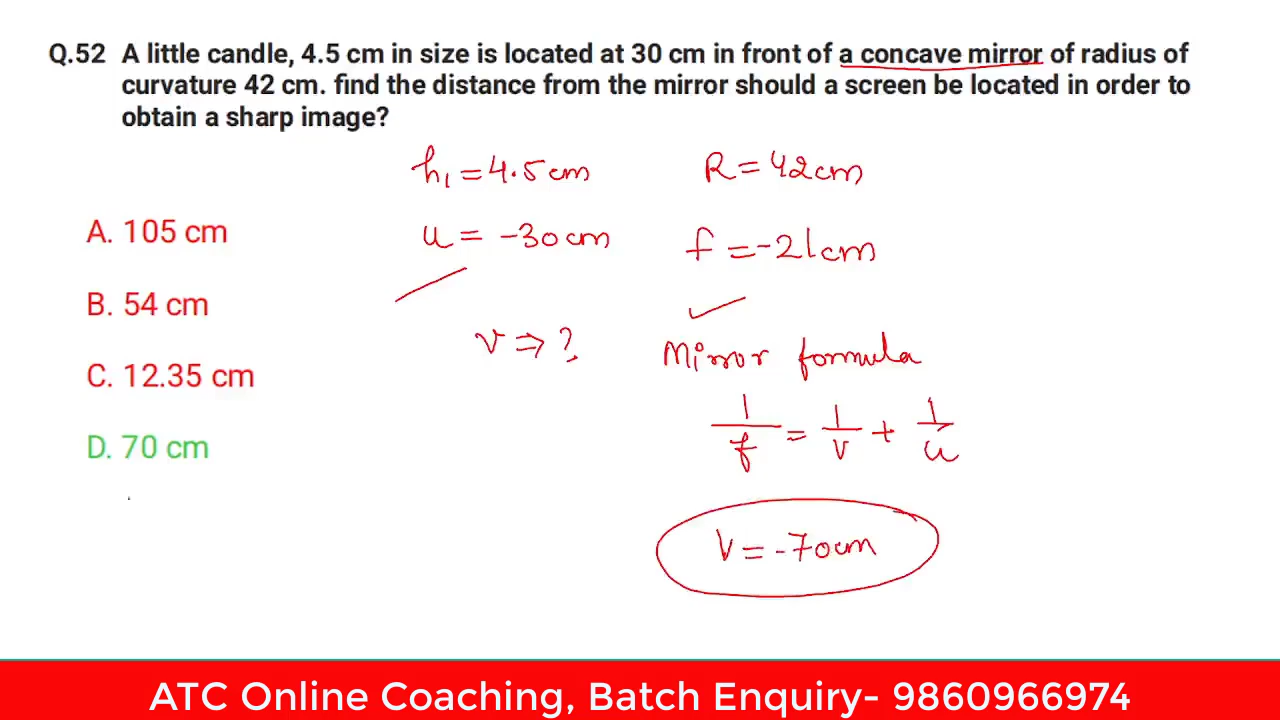 Q.52 A little candle, 4.5 cm in size is located at 30 cm in front of a concave mirror of radius of
curvature 42 cm. find the distance from the mirror should a screen be located in order to
obtain a sharp image?
h₁ = 4.5 cm
R = 42 cm
A. 105 cm
u = -30 cm
f = -21 cm
B. 54 cm
v ⇒ ?
Mirror formula
C. 12.35 cm
1/f = 1/v + 1/u
D. 70 cm
V = -70 cm
ATC Online Coaching, Batch Enquiry- 9860966974